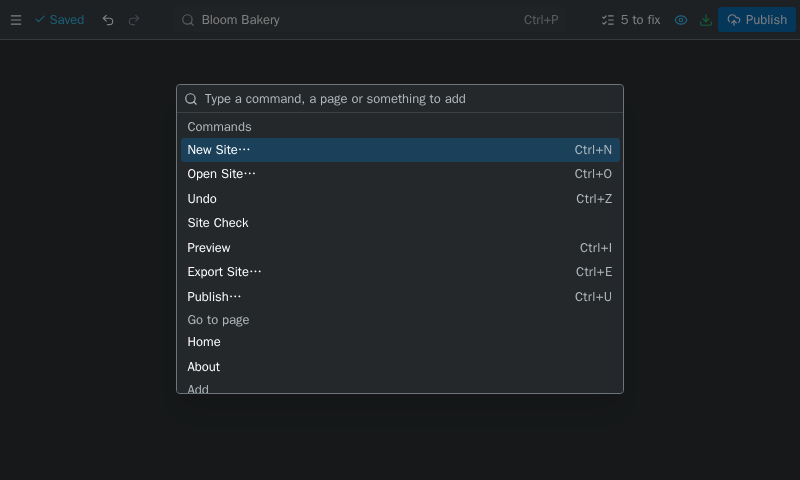 Saved
Bloom Bakery
Ctrl+P
5 to fix
Publish
Type a command, a page or something to add
Commands
New Site··· Ctrl+N
Open Site··· Ctrl+O
Undo Ctrl+Z
Site Check
Preview Ctrl+I
Export Site··· Ctrl+E
Publish··· Ctrl+U
Go to page
Home
About
Add